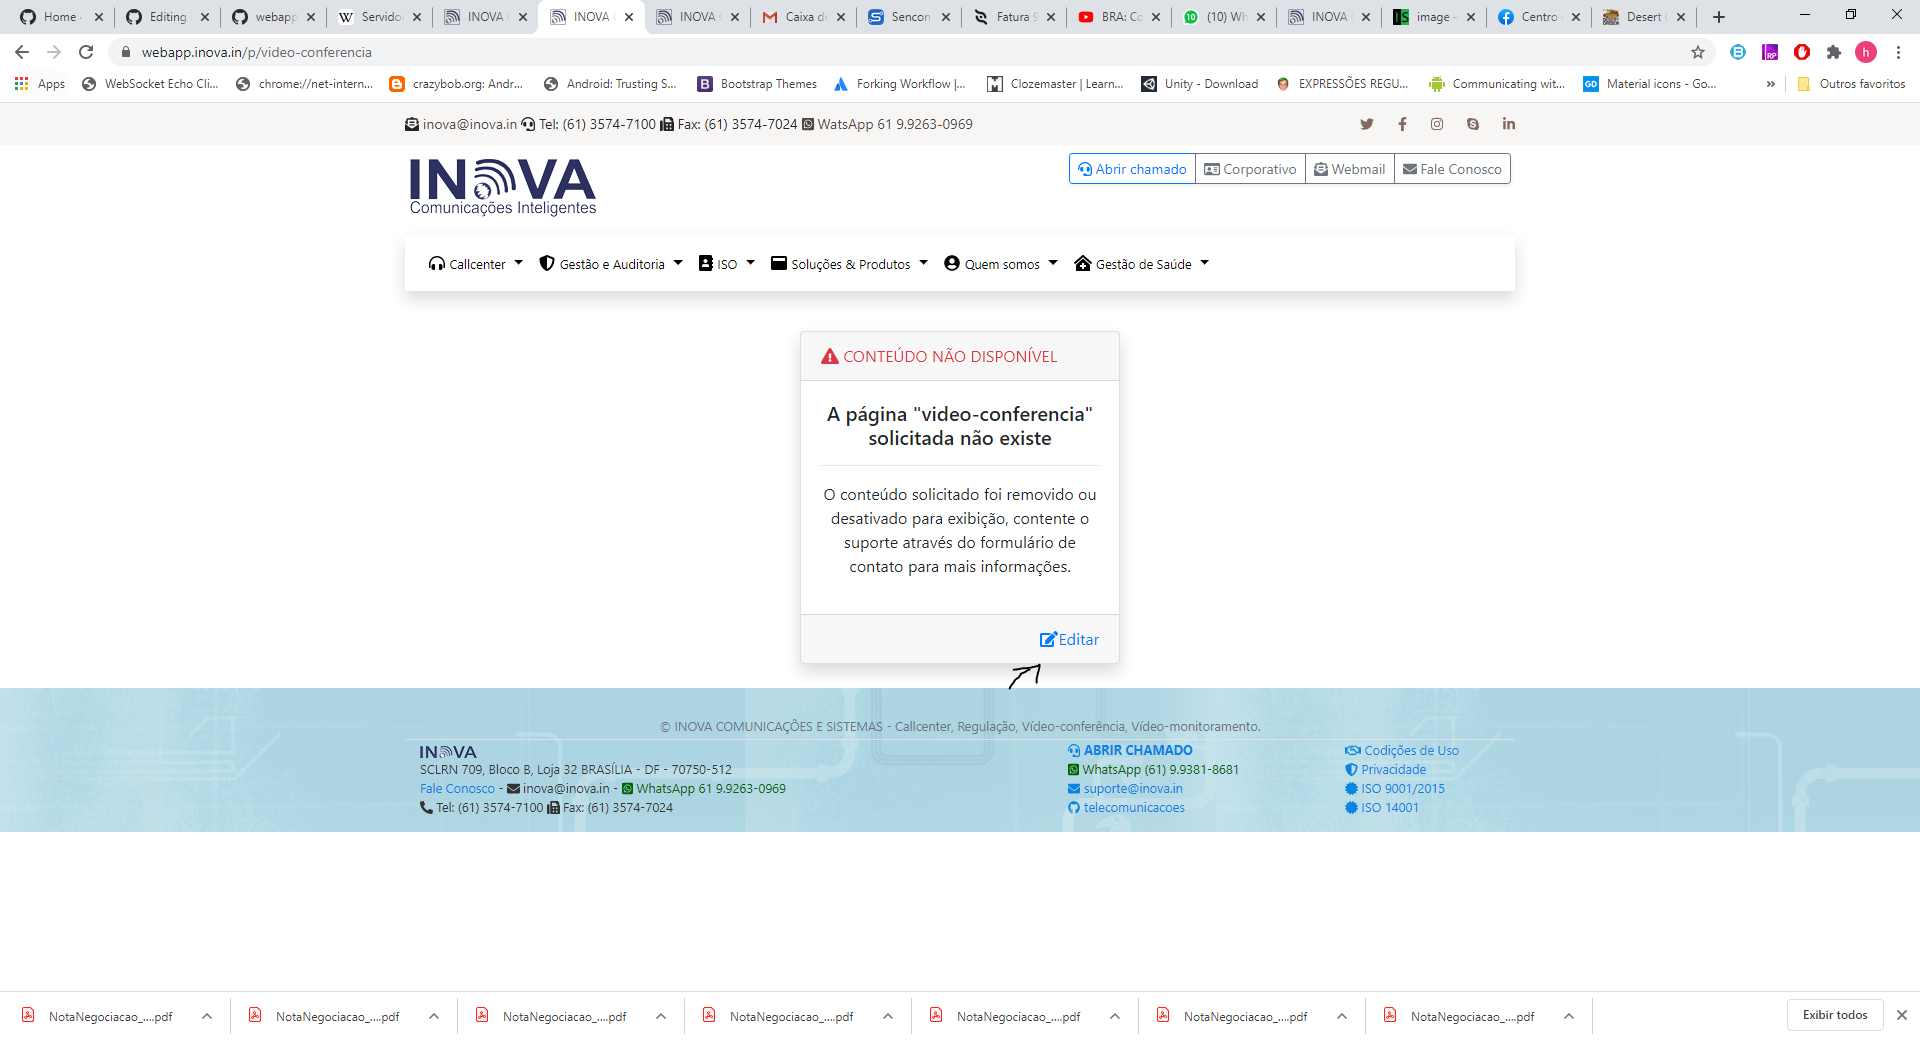 Home
Editing
webapp
Servido
INOVA
INOVA
INOVA
Caixa de
Sencon
Fatura
BRA: Co
(10) Wh
INOVA
image
Centro
Desert
webapp.inova.in/p/video-conferencia
Apps
WebSocket Echo Cli...
chrome://net-intern...
crazybob.org: Andr...
Android: Trusting S...
Bootstrap Themes
Forking Workflow |...
Clozemaster | Learn...
Unity - Download
EXPRESSÕES REGU...
Communicating wit...
Material icons - Go...
»
Outros favoritos
inova@inova.in Tel: (61) 3574-7100 Fax: (61) 3574-7024 WatsApp 61 9.9263-0969
INOVA
Comunicações Inteligentes
Abrir chamado
Corporativo
Webmail
Fale Conosco
Callcenter
Gestão e Auditoria
ISO
Soluções & Produtos
Quem somos
Gestão de Saúde
CONTEÚDO NÃO DISPONÍVEL
A página "video-conferencia"
solicitada não existe
O conteúdo solicitado foi removido ou
desativado para exibição, contente o
suporte através do formulário de
contato para mais informações.
Editar
© INOVA COMUNICAÇÕES E SISTEMAS - Callcenter, Regulação, Vídeo-conferência, Vídeo-monitoramento.
INOVA
SCLRN 709, Bloco B, Loja 32 BRASÍLIA - DF - 70750-512
Fale Conosco - inova@inova.in - WhatsApp 61 9.9263-0969
Tel: (61) 3574-7100 Fax: (61) 3574-7024
ABRIR CHAMADO
WhatsApp (61) 9.9381-8681
suporte@inova.in
telecomunicacoes
Codições de Uso
Privacidade
ISO 9001/2015
ISO 14001
NotaNegociacao_....pdf
NotaNegociacao_....pdf
NotaNegociacao_....pdf
NotaNegociacao_....pdf
NotaNegociacao_....pdf
NotaNegociacao_....pdf
NotaNegociacao_....pdf
Exibir todos